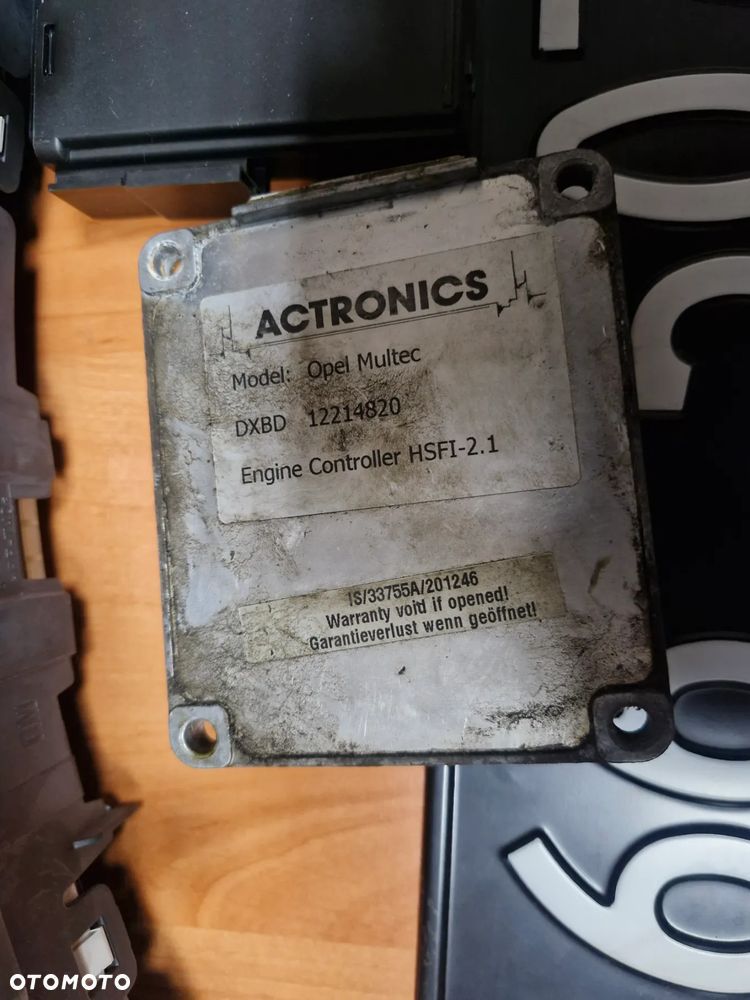 ACTRONICS
Model: Opel Multec
DXBD 12214820
Engine Controller HSFI-2.1
IS/33755A/201246
Warranty void if opened!
Garantieverlust wenn geöffnet!
OTOMOTO